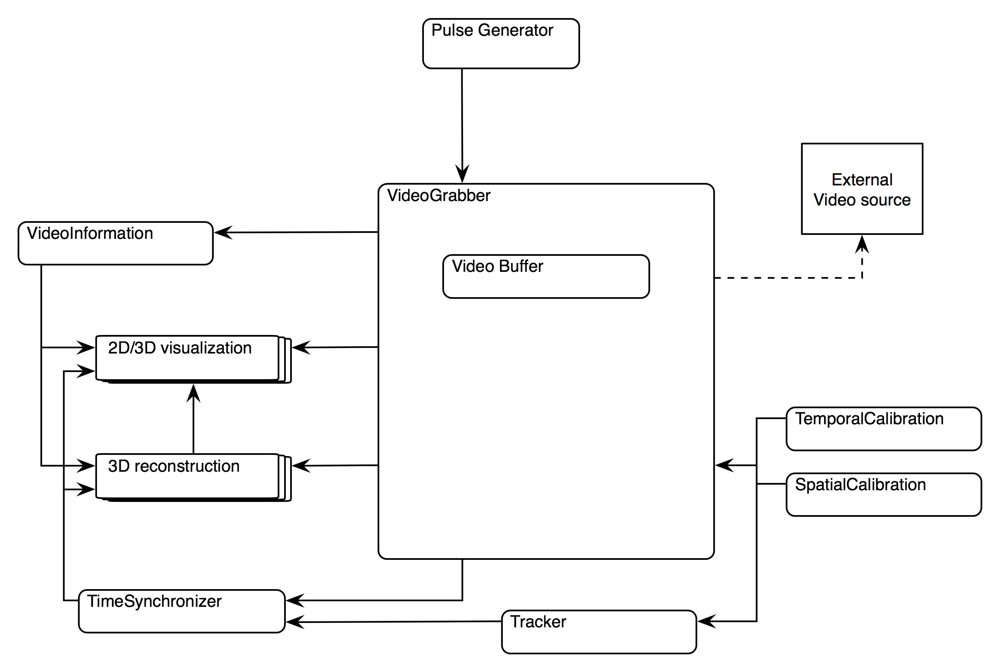 Pulse Generator
External
Video source
VideoGrabber
VideoInformation
Video Buffer
2D/3D visualization
TemporalCalibration
3D reconstruction
SpatialCalibration
TimeSynchronizer
Tracker